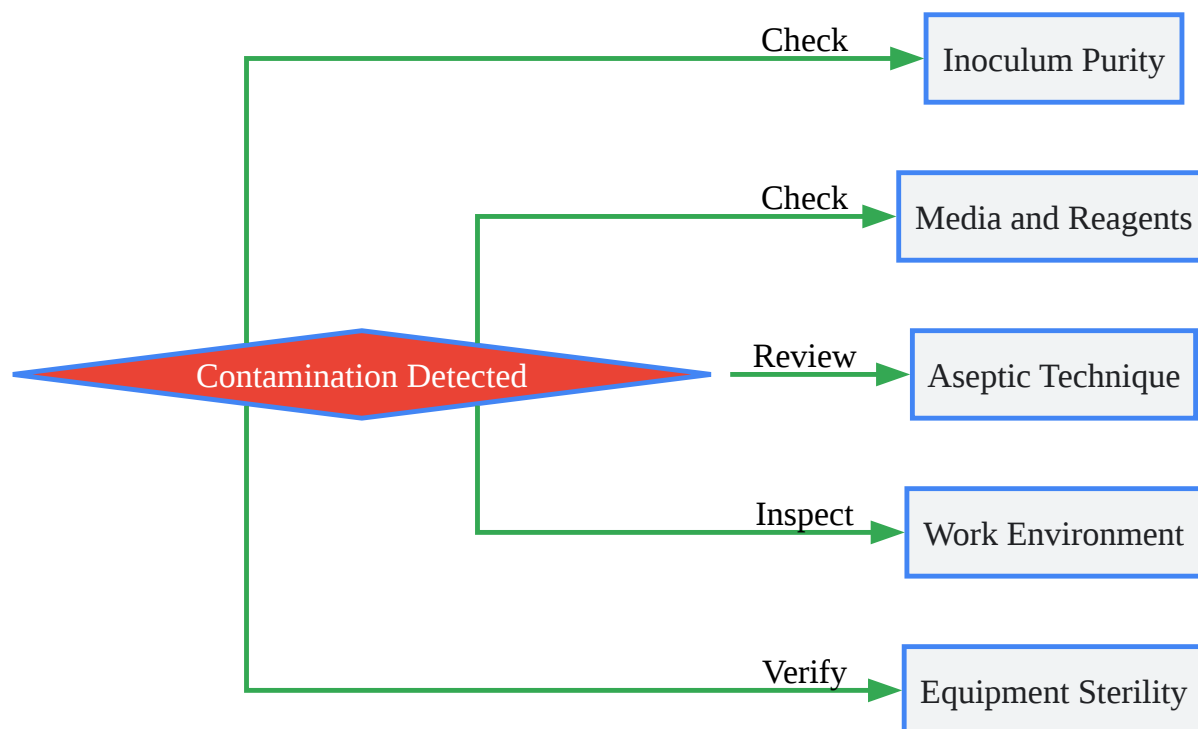 Check
Inoculum Purity
Check
Media and Reagents
Contamination Detected
Review
Aseptic Technique
Inspect
Work Environment
Verify
Equipment Sterility